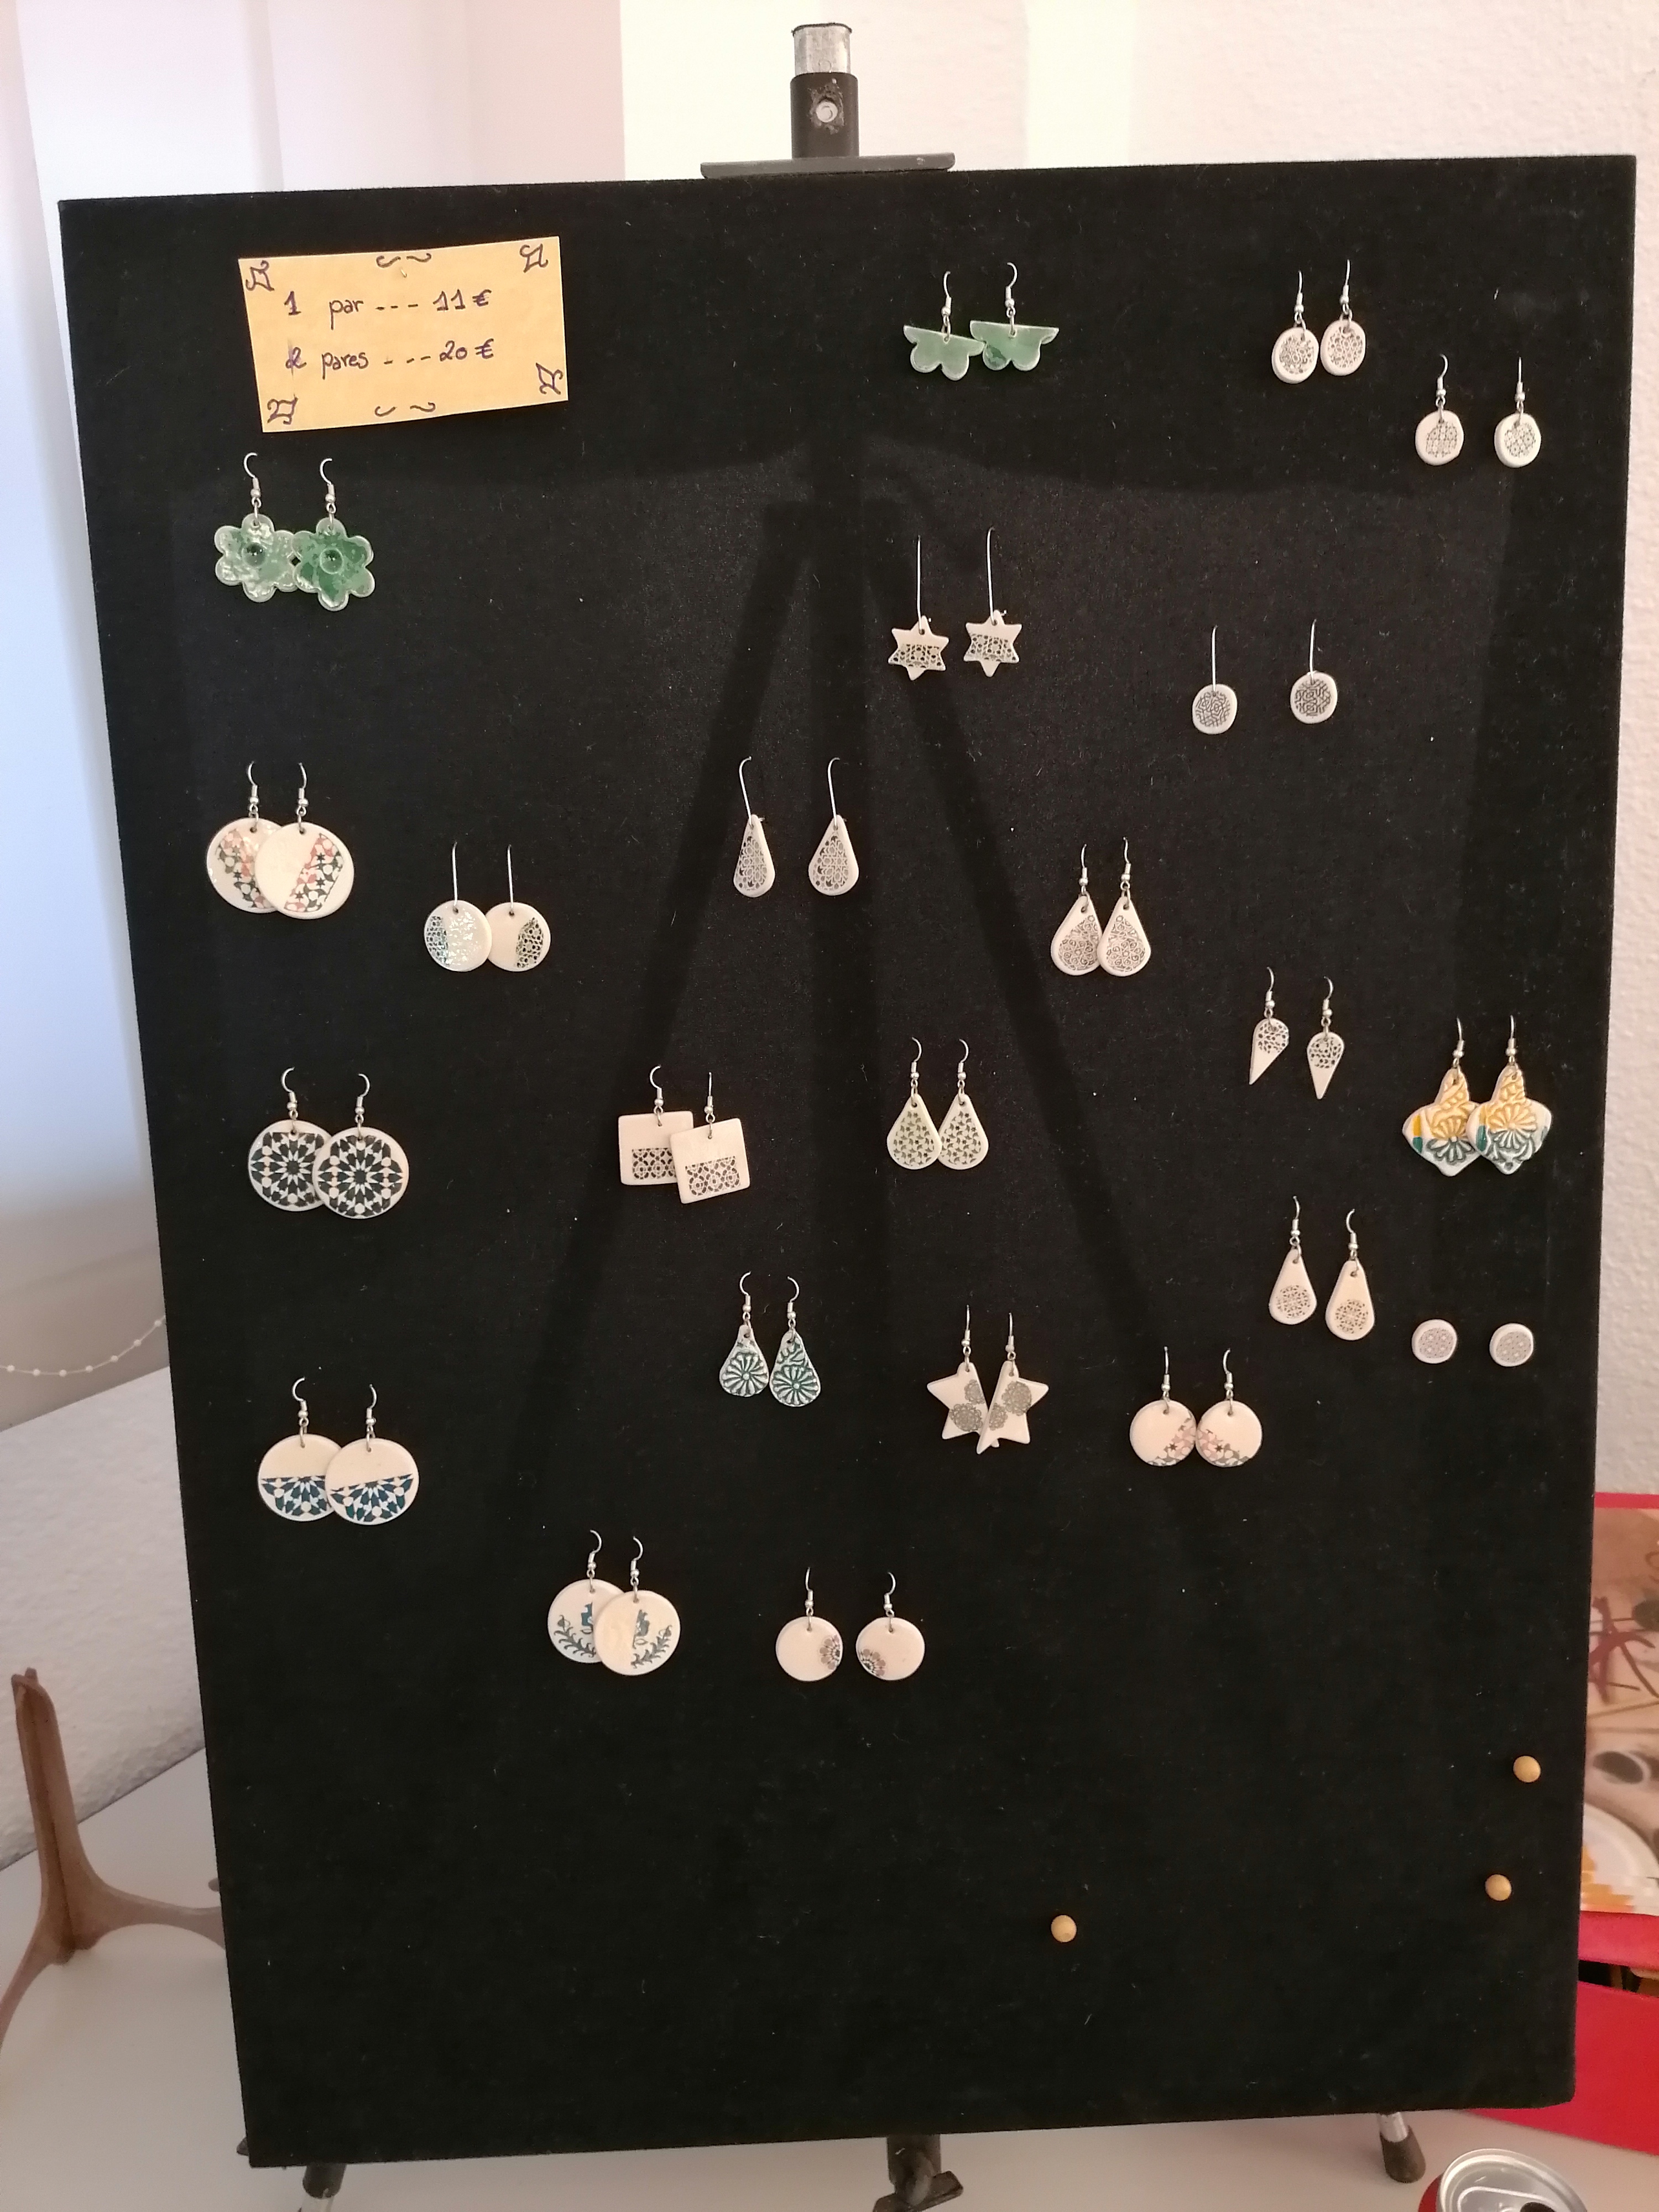 1 par --- 11 €
2 pares - -- 20 €